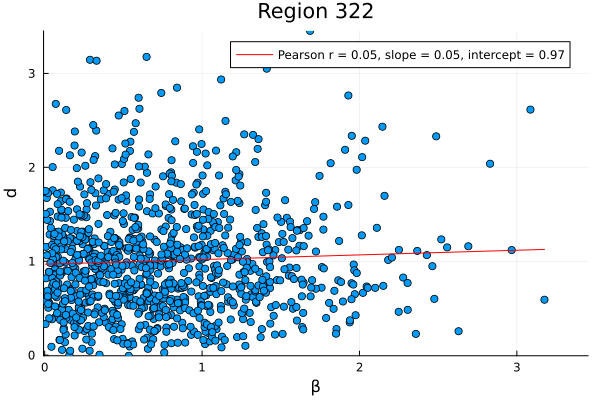 Region 322
Pearson r = 0.05, slope = 0.05, intercept = 0.97
3
2
1
0
d
0 1 2 3
β